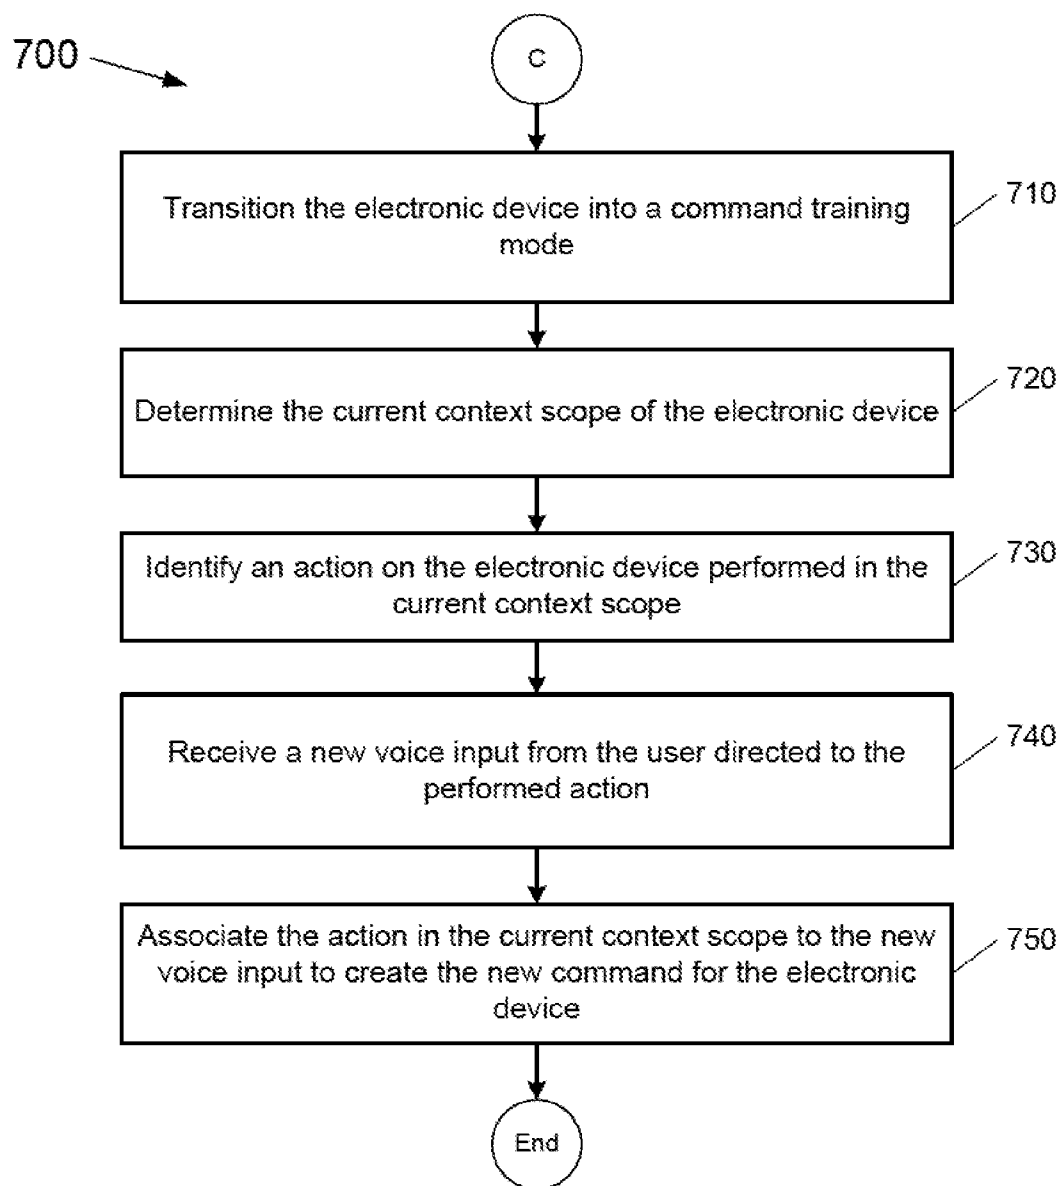 700
C
Transition the electronic device into a command training
mode
710
Determine the current context scope of the electronic device
720
Identify an action on the electronic device performed in the
current context scope
730
Receive a new voice input from the user directed to the
performed action
740
Associate the action in the current context scope to the new
voice input to create the new command for the electronic
device
750
End